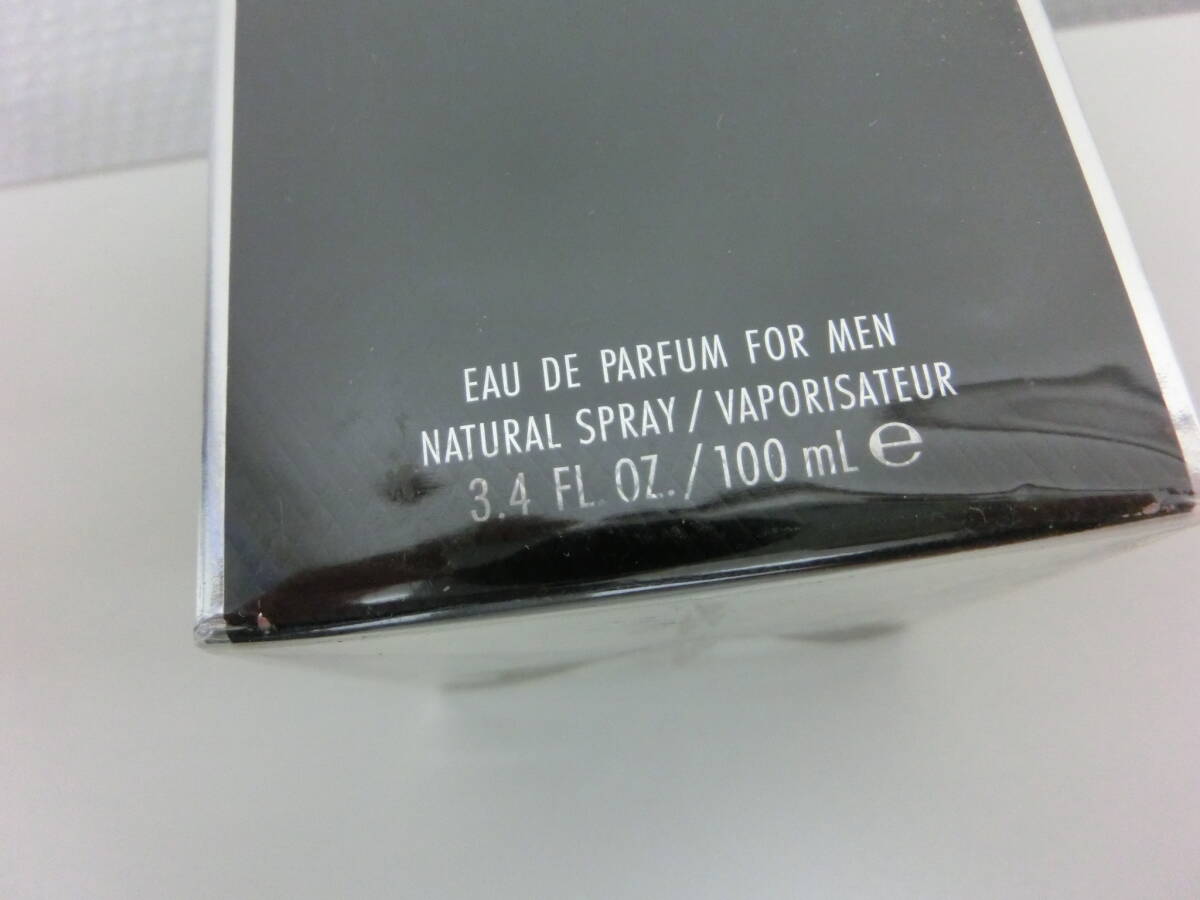 EAU DE PARFUM FOR MEN
NATURAL SPRAY / VAPORISATEUR
3.4 FL. OZ. / 100 mL ℮